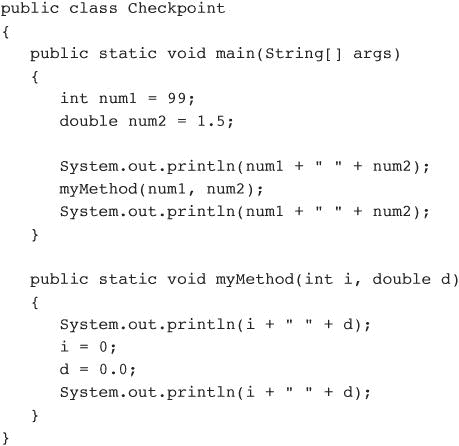 public class Checkpoint
{
   public static void main(String[] args)
   {
      int num1 = 99;
      double num2 = 1.5;

      System.out.println(num1 + " " + num2);
      myMethod(num1, num2);
      System.out.println(num1 + " " + num2);
   }

   public static void myMethod(int i, double d)
   {
      System.out.println(i + " " + d);
      i = 0;
      d = 0.0;
      System.out.println(i + " " + d);
   }
}